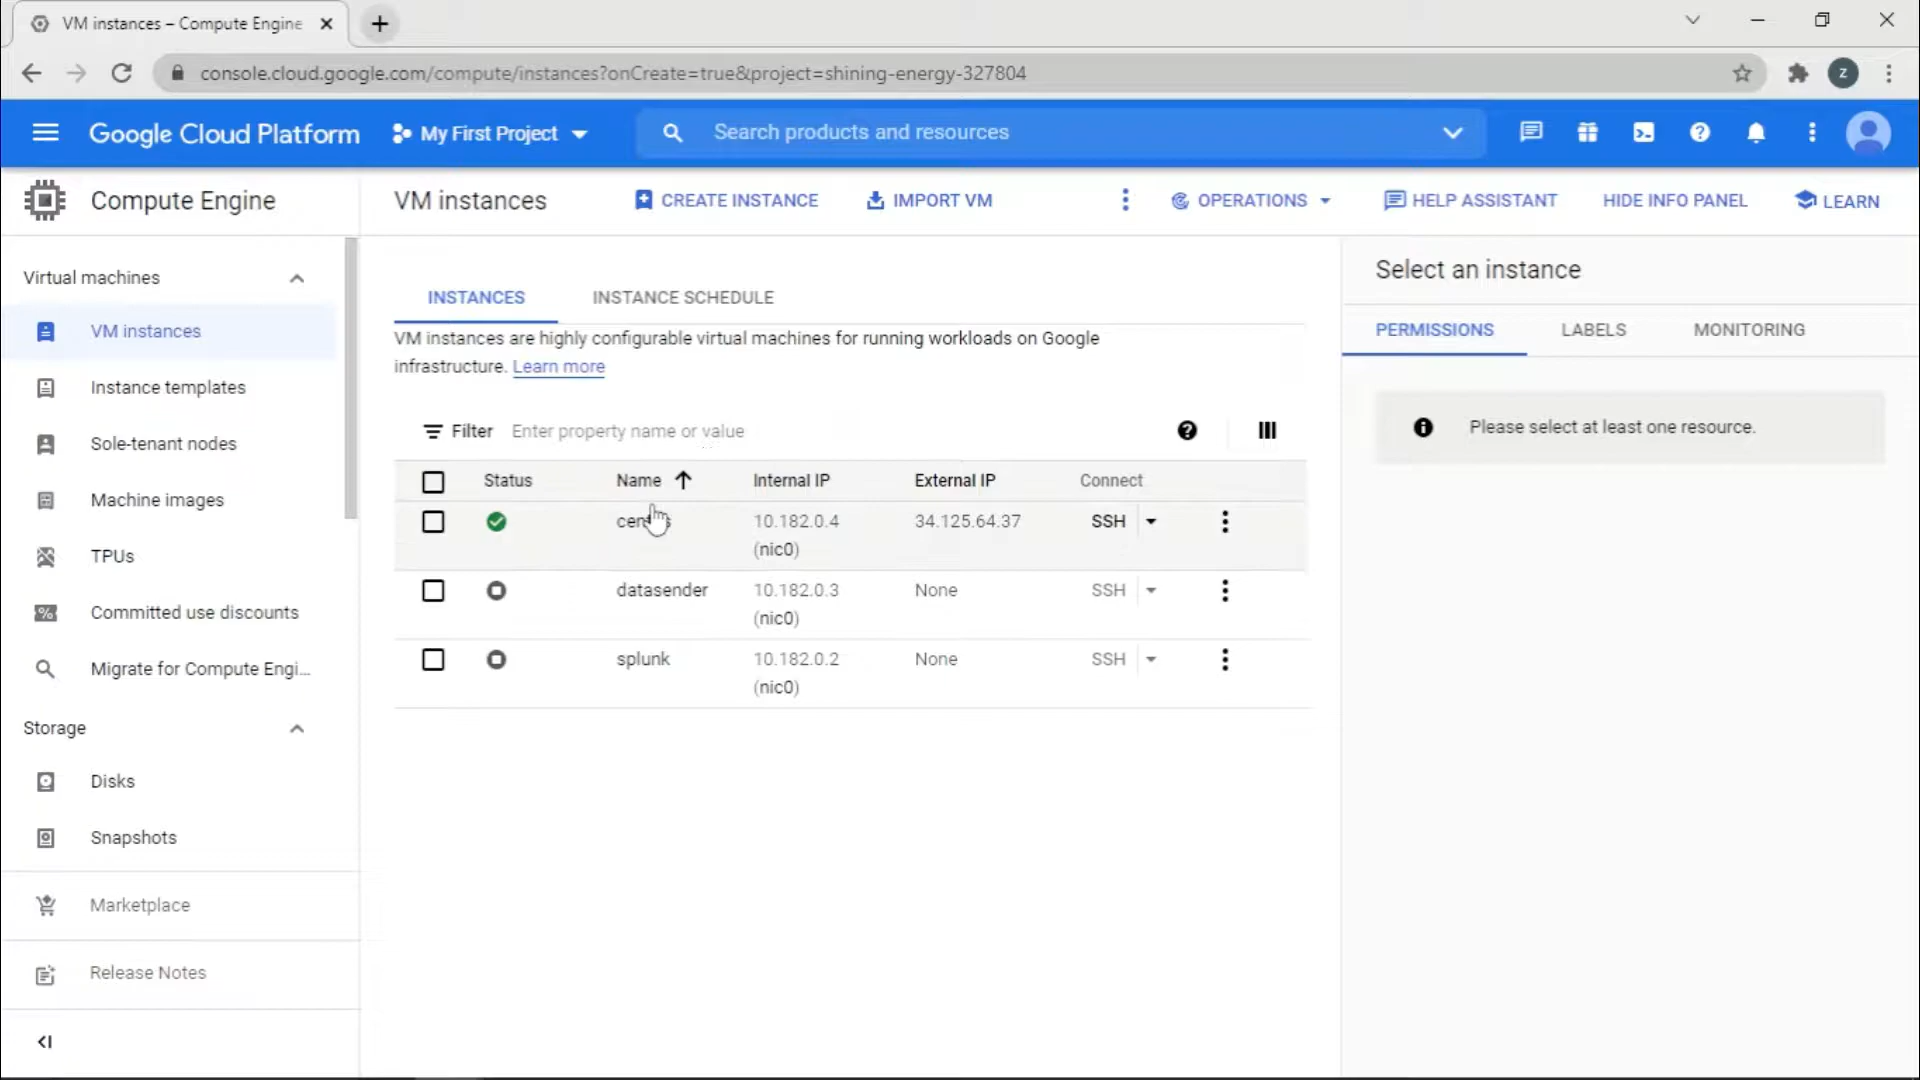 VM instances – Compute Engine
console.cloud.google.com/compute/instances?onCreate=true&project=shining-energy-327804
z
Google Cloud Platform
My First Project
Search products and resources
Compute Engine
VM instances
CREATE INSTANCE
IMPORT VM
OPERATIONS
HELP ASSISTANT
HIDE INFO PANEL
LEARN
Virtual machines
VM instances
Instance templates
Sole-tenant nodes
Machine images
TPUs
Committed use discounts
Migrate for Compute Engi...
Storage
Disks
Snapshots
Marketplace
Release Notes
INSTANCES
INSTANCE SCHEDULE
VM instances are highly configurable virtual machines for running workloads on Google
infrastructure. Learn more
Filter Enter property name or value
Status Name Internal IP External IP Connect
10.182.0.4 34.125.64.37 SSH
(nic0)
datasender 10.182.0.3 None SSH
(nic0)
splunk 10.182.0.2 None SSH
(nic0)
Select an instance
PERMISSIONS
LABELS
MONITORING
Please select at least one resource.